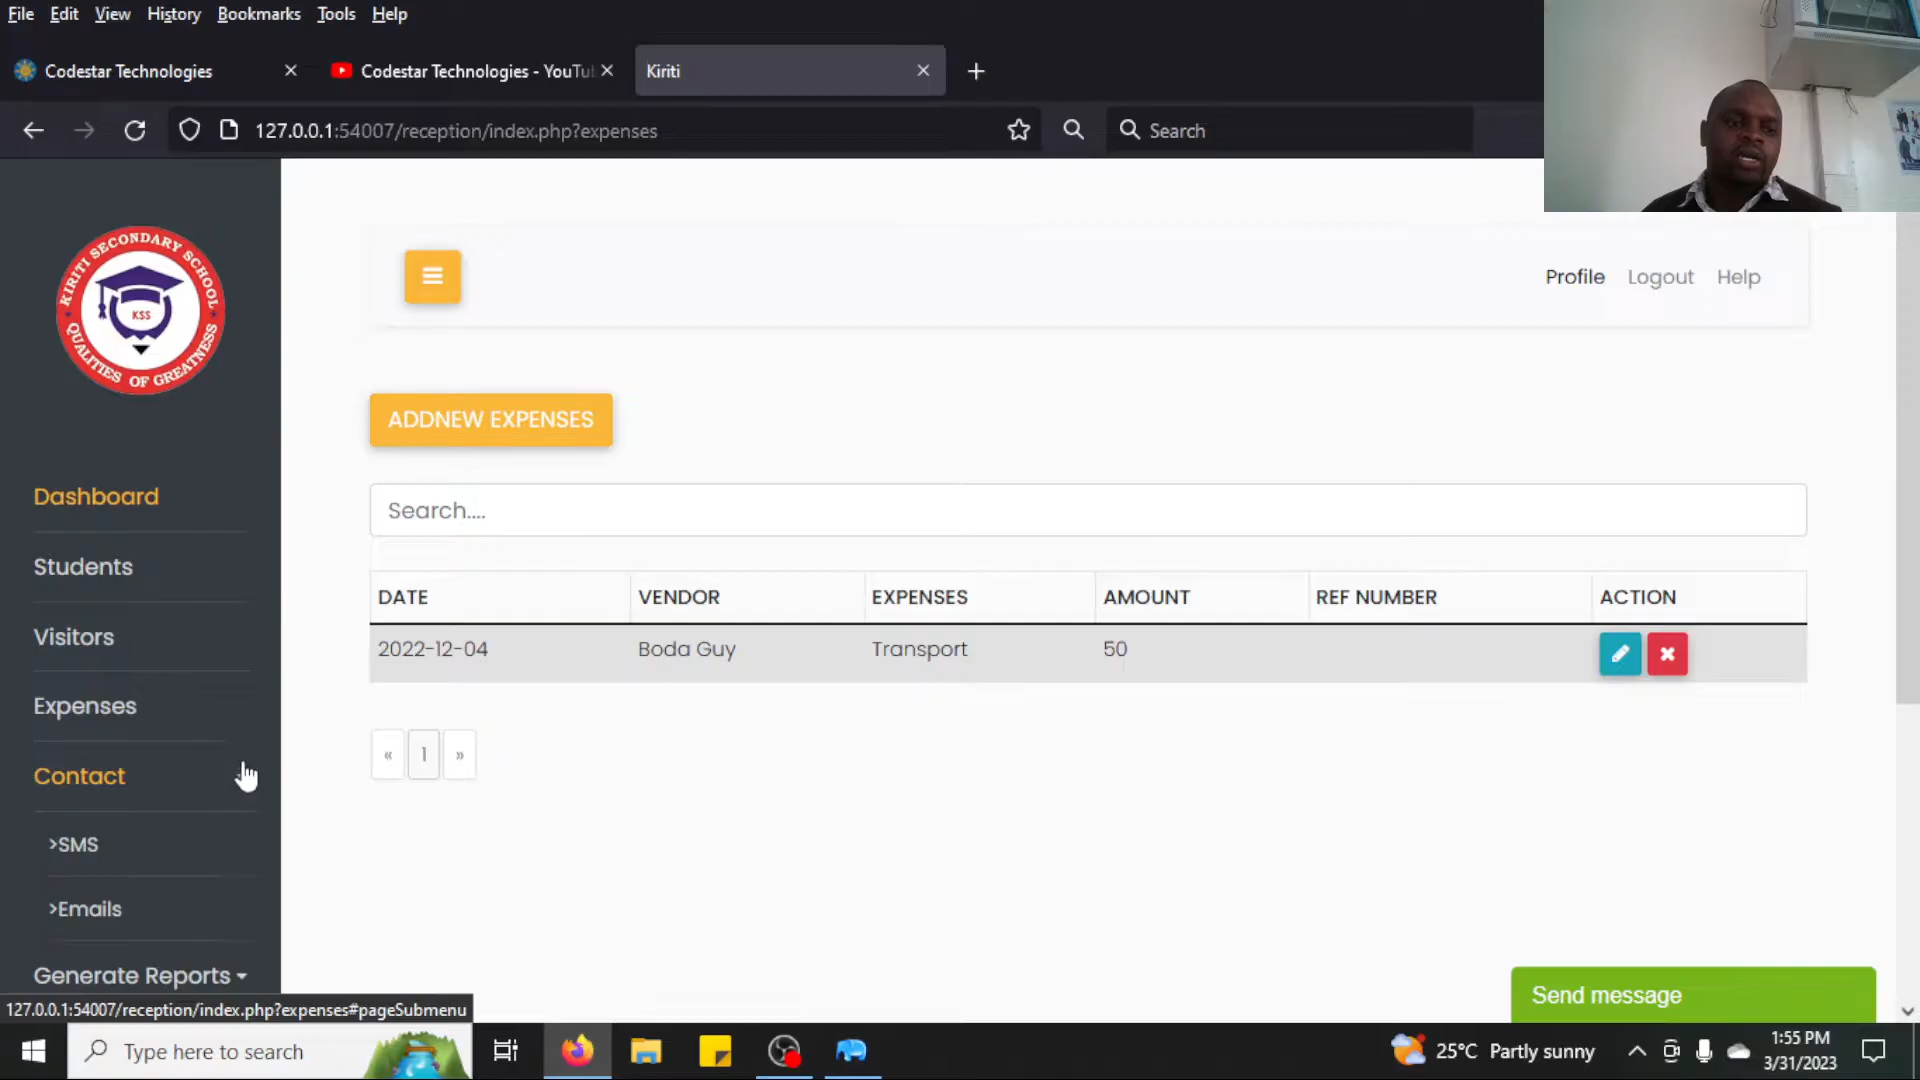 File Edit View History Bookmarks Tools Help
Codestar Technologies
Codestar Technologies - YouTu
Kiriti
127.0.0.1:54007/reception/index.php?expenses
Search
KIRITI SECONDARY SCHOOL
KSS
QUALITIES OF GREATNESS
Profile Logout Help
ADDNEW EXPENSES
Search....
Dashboard
Students
Visitors
Expenses
Contact
>SMS
>Emails
Generate Reports
DATE VENDOR EXPENSES AMOUNT REF NUMBER ACTION
2022-12-04 Boda Guy Transport 50
« 1 »
Send message
127.0.0.1:54007/reception/index.php?expenses#pageSubmenu
Type here to search
25°C Partly sunny
1:55 PM
3/31/2023